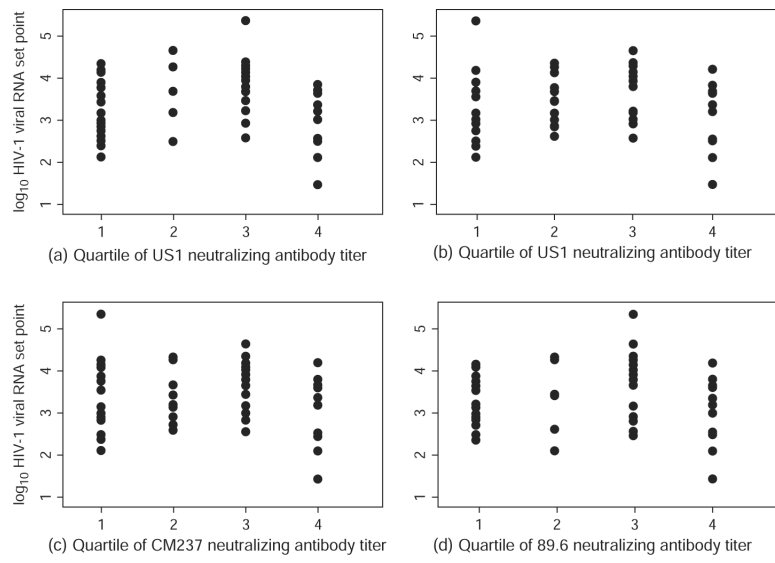 log10 HIV-1 viral RNA set point
5
4
3
2
1
1 2 3 4
(a) Quartile of US1 neutralizing antibody titer
5
4
3
2
1
1 2 3 4
(b) Quartile of US1 neutralizing antibody titer
log10 HIV-1 viral RNA set point
5
4
3
2
1
1 2 3 4
(c) Quartile of CM237 neutralizing antibody titer
5
4
3
2
1
1 2 3 4
(d) Quartile of 89.6 neutralizing antibody titer